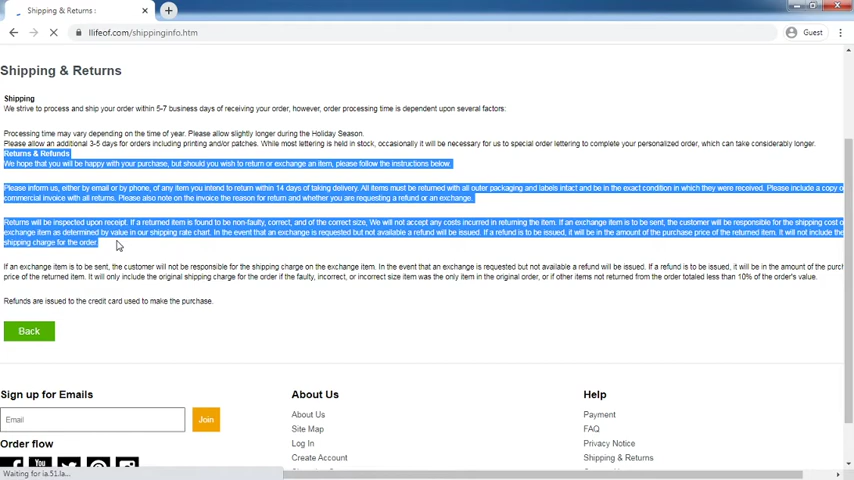 Shipping & Returns :
llifeof.com/shippinginfo.htm
Guest
Shipping & Returns
Shipping
We strive to process and ship your order within 5-7 business days of receiving your order, however, order processing time is dependent upon several factors:
Processing time may vary depending on the time of year. Please allow slightly longer during the Holiday Season.
Please allow an additional 3-5 days for orders including printing and/or patches. While most lettering is held in stock, occasionally it will be necessary for us to special order lettering to complete your personalized order, which can take considerably longer.
Returns & Refunds
We hope that you will be happy with your purchase, but should you wish to return or exchange an item, please follow the instructions below.
Please inform us, either by email or by phone, of any item you intend to return within 14 days of taking delivery. All items must be returned with all outer packaging and labels intact and be in the exact condition in which they were received. Please include a copy o
commercial invoice with all returns. Please also note on the invoice the reason for return and whether you are requesting a refund or an exchange.
Returns will be inspected upon receipt. If a returned item is found to be non-faulty, correct, and of the correct size, We will not accept any costs incurred in returning the item. If an exchange item is to be sent, the customer will be responsible for the shipping cost o
exchange item as determined by value in our shipping rate chart. In the event that an exchange is requested but not available a refund will be issued. If a refund is to be issued, it will be in the amount of the purchase price of the returned item. It will not include the
shipping charge for the order.
If an exchange item is to be sent, the customer will not be responsible for the shipping charge on the exchange item. In the event that an exchange is requested but not available a refund will be issued. If a refund is to be issued, it will be in the amount of the purch
price of the returned item. It will only include the original shipping charge for the order if the faulty, incorrect, or incorrect size item was the only item in the original order, or if other items not returned from the order totaled less than 10% of the order's value.
Refunds are issued to the credit card used to make the purchase.
Back
Sign up for Emails
About Us
Help
Email
Join
About Us
Payment
Site Map
FAQ
Order flow
Log In
Privacy Notice
Create Account
Shipping & Returns
Waiting for ia.51.la...